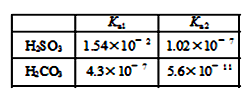 Ka1 Ka2
H2SO3 1.54×10⁻² 1.02×10⁻⁷
H2CO3 4.3×10⁻⁷ 5.6×10⁻¹¹